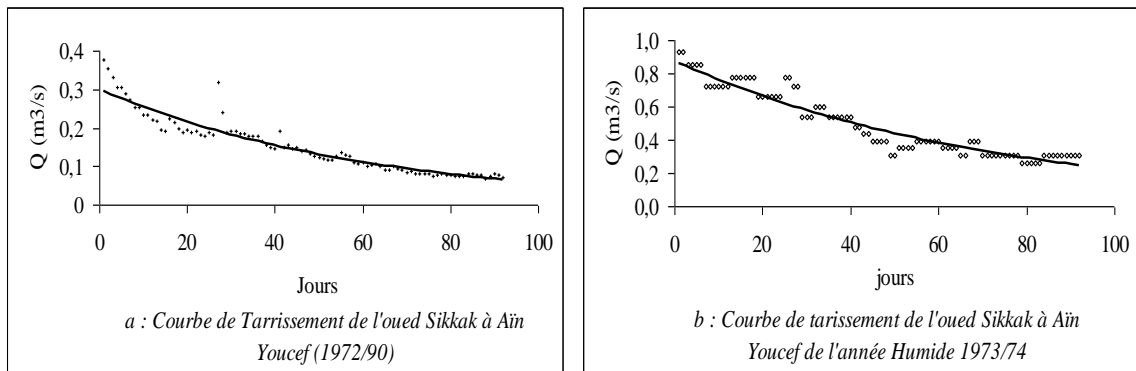 Q (m3/s)
0,4
0,3
0,2
0,1
0
0 20 40 60 80 100
Jours
a : Courbe de Tarrissement de l'oued Sikkak à Aïn
Youcef (1972/90)
Q (m3/s)
1,0
0,8
0,6
0,4
0,2
0,0
0 20 40 60 80 100
jours
b : Courbe de tarissement de l'oued Sikkak à Aïn
Youcef de l'année Humide 1973/74